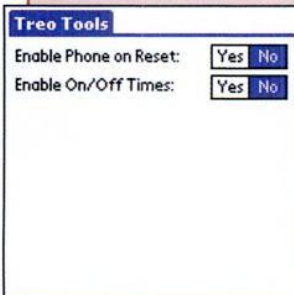 Treo Tools
Enable Phone on Reset: Yes No
Enable On/Off Times: Yes No